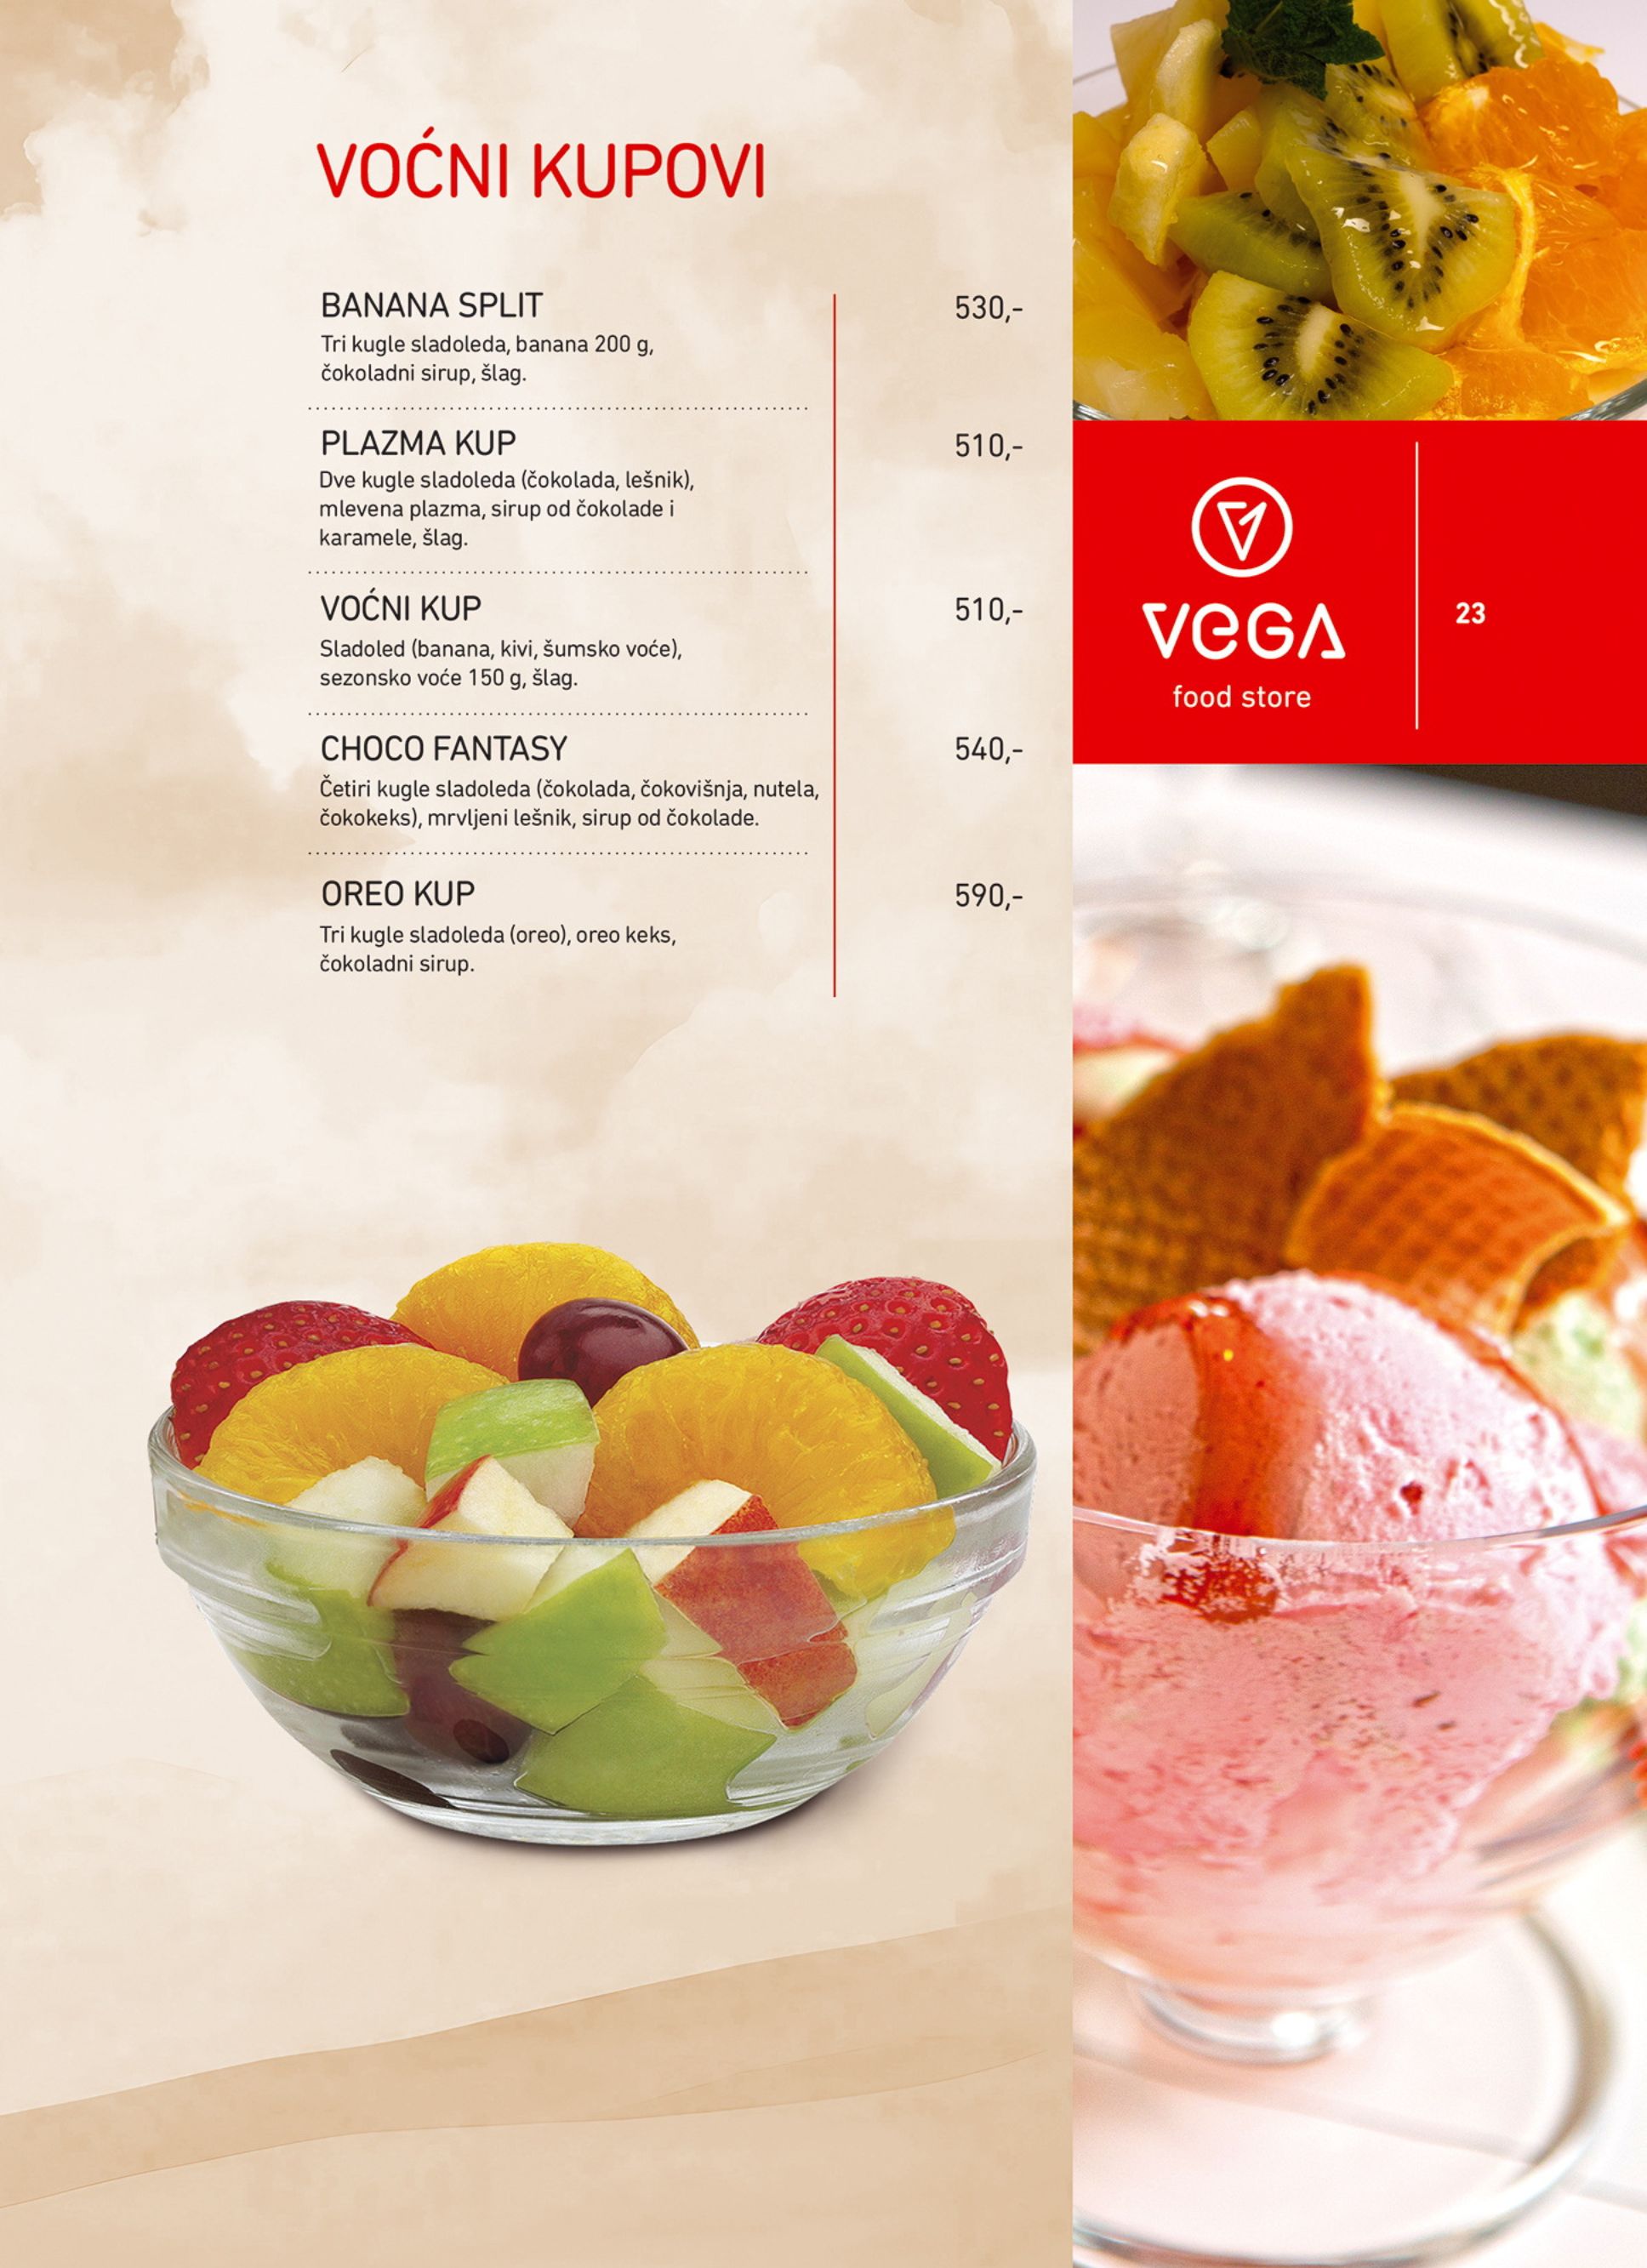 VOĆNI KUPOVI
BANANA SPLIT 530,-
Tri kugle sladoleda, banana 200 g,
čokoladni sirup, šlag.
PLAZMA KUP 510,-
Dve kugle sladoleda (čokolada, lešnik),
mlevena plazma, sirup od čokolade i
karamele, šlag.
VOĆNI KUP 510,-
Sladoled (banana, kivi, šumsko voće),
sezonsko voće 150 g, šlag.
CHOCO FANTASY 540,-
Četiri kugle sladoleda (čokolada, čokovišnja, nutela,
čokokeks), mrvljeni lešnik, sirup od čokolade.
OREO KUP 590,-
Tri kugle sladoleda (oreo), oreo keks,
čokoladni sirup.
VeGA
food store
23